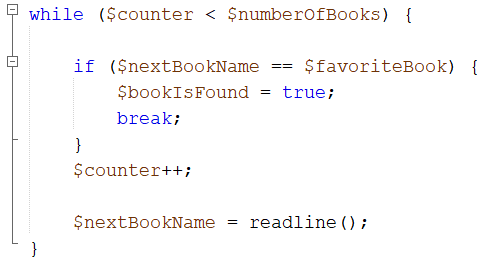 while ($counter < $numberOfBooks) {
if ($nextBookName == $favoriteBook) {
$bookIsFound = true;
break;
}
$counter++;
$nextBookName = readline();
}